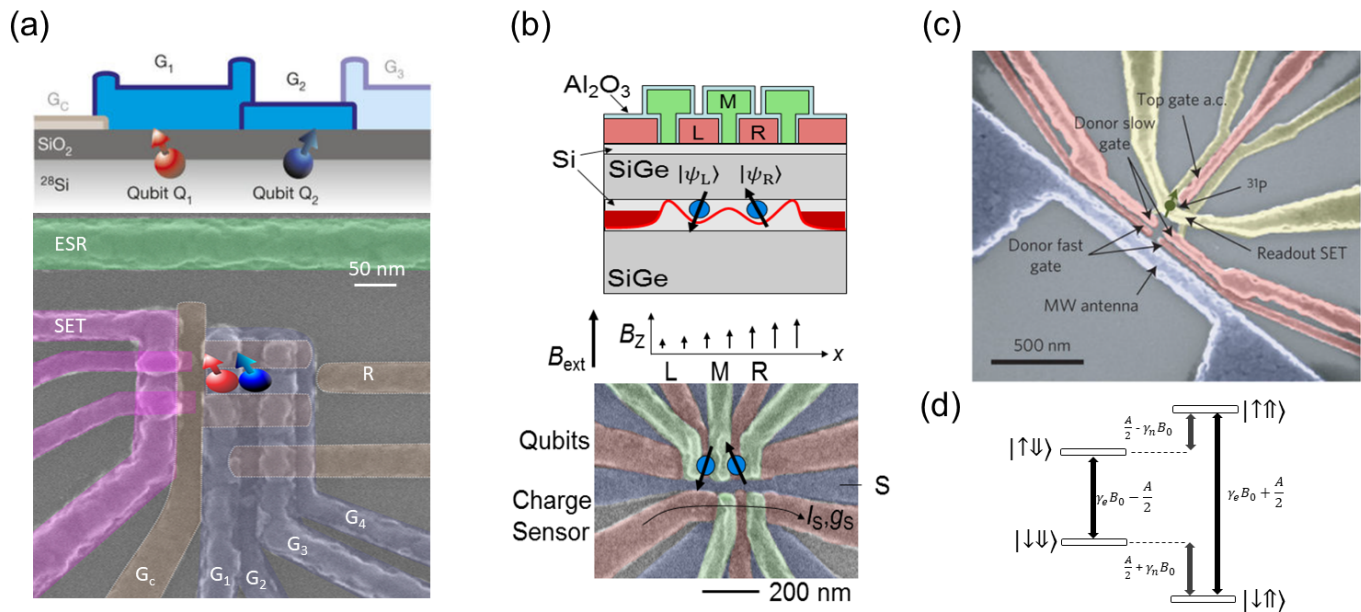 (a)
G1
G2
G3
Gc
SiO2
28Si
Qubit Q1
Qubit Q2
ESR
50 nm
SET
R
G4
G3
Gc
G1
G2
(b)
Al2O3
M
L
R
Si
SiGe
|ψL⟩
|ψR⟩
SiGe
Bext
BZ
x
L
M
R
Qubits
S
Charge
Sensor
IS,gS
200 nm
(c)
Top gate a.c.
Donor slow
gate
31p
Donor fast
gate
Readout SET
MW antenna
500 nm
(d)
|↑⇑⟩
A/2 - γnB0
|↑⇓⟩
γeB0 − A/2
γeB0 + A/2
|↓⇓⟩
A/2 + γnB0
|↓⇑⟩